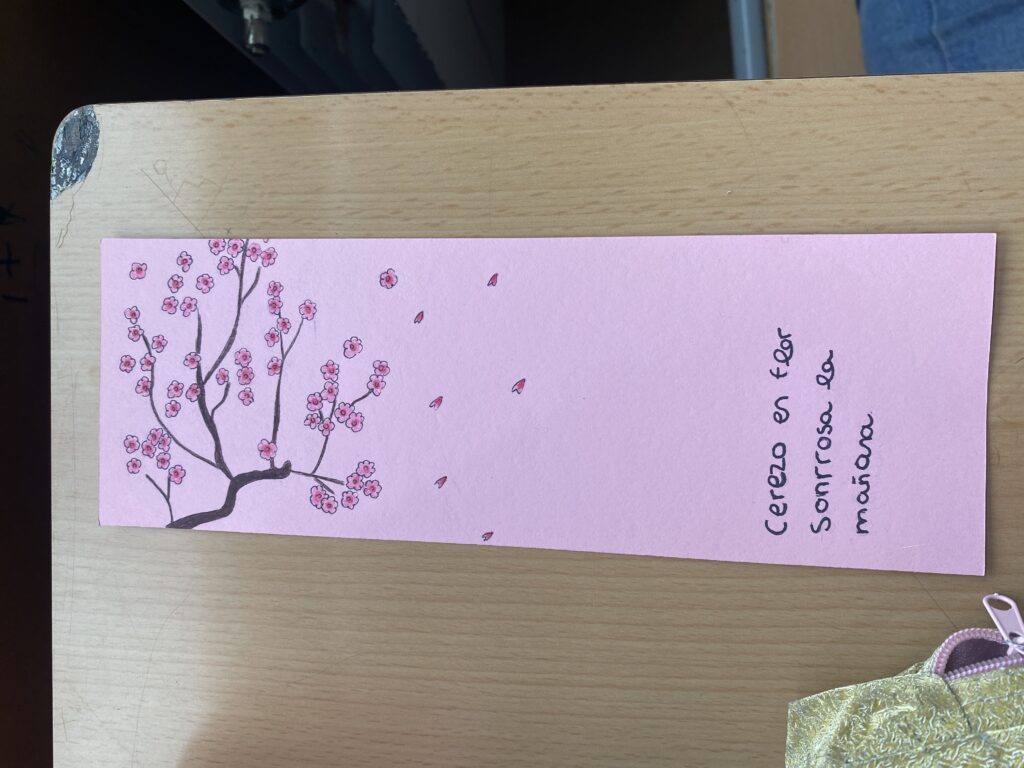 Cerezo en flor
Sonrrosa la
mañana